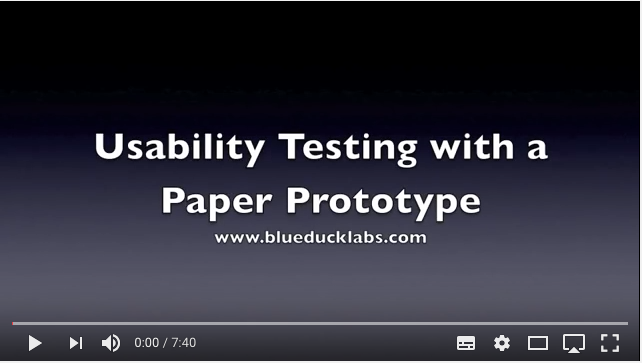 Usability Testing with a
Paper Prototype
www.blueducklabs.com
0:00 / 7:40